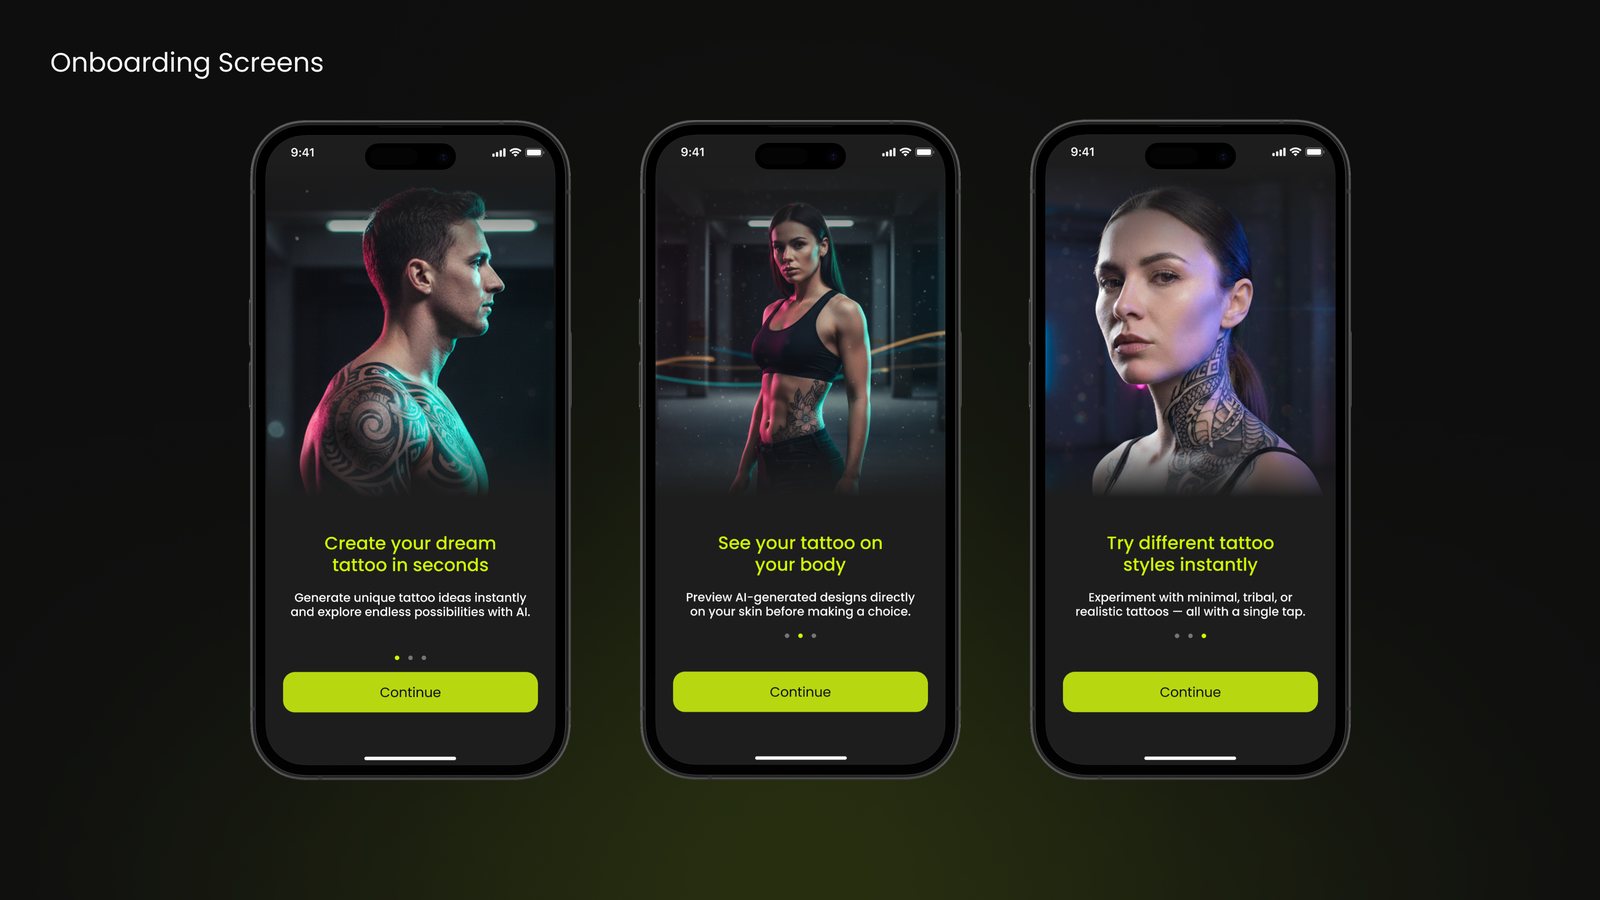 Onboarding Screens
9:41
Create your dream
tattoo in seconds
Generate unique tattoo ideas instantly
and explore endless possibilities with AI.
Continue
9:41
See your tattoo on
your body
Preview AI-generated designs directly
on your skin before making a choice.
Continue
9:41
Try different tattoo
styles instantly
Experiment with minimal, tribal, or
realistic tattoos — all with a single tap.
Continue